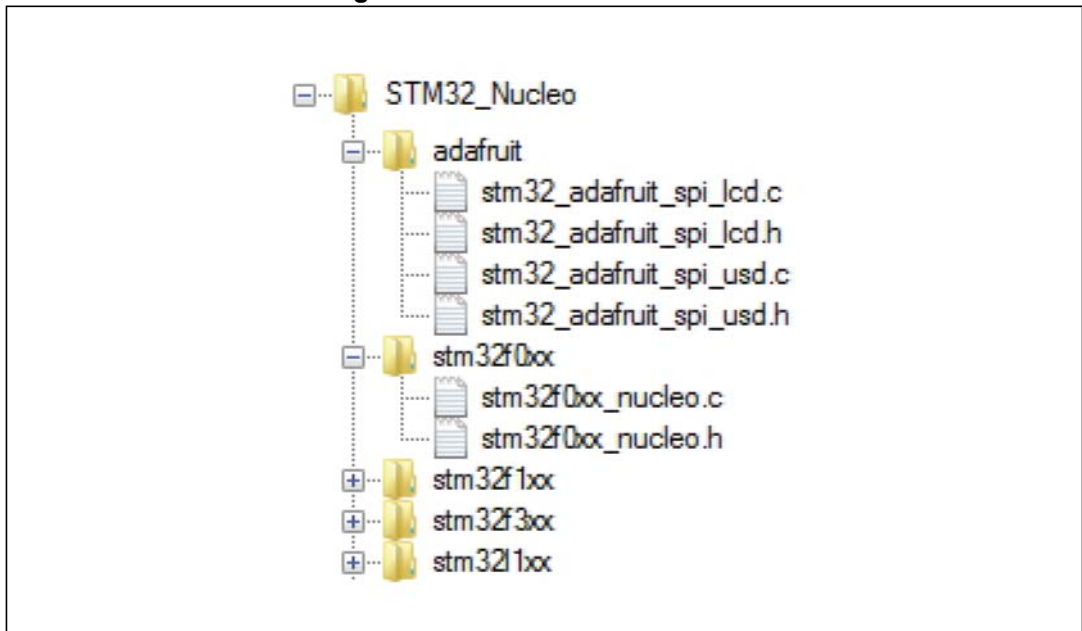 STM32_Nucleo
adafruit
stm32_adafruit_spi_lcd.c
stm32_adafruit_spi_lcd.h
stm32_adafruit_spi_usd.c
stm32_adafruit_spi_usd.h
stm32f0xx
stm32f0xx_nucleo.c
stm32f0xx_nucleo.h
stm32f1xx
stm32f3xx
stm32l1xx